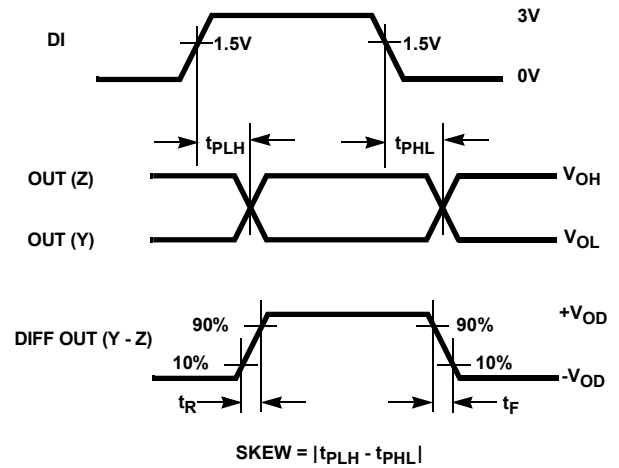 3V
DI
1.5V
1.5V
0V
tPLH
tPHL
OUT (Z)
VOH
OUT (Y)
VOL
+VOD
90%
90%
DIFF OUT (Y - Z)
10%
10%
-VOD
tR
tF
SKEW = |tPLH - tPHL|